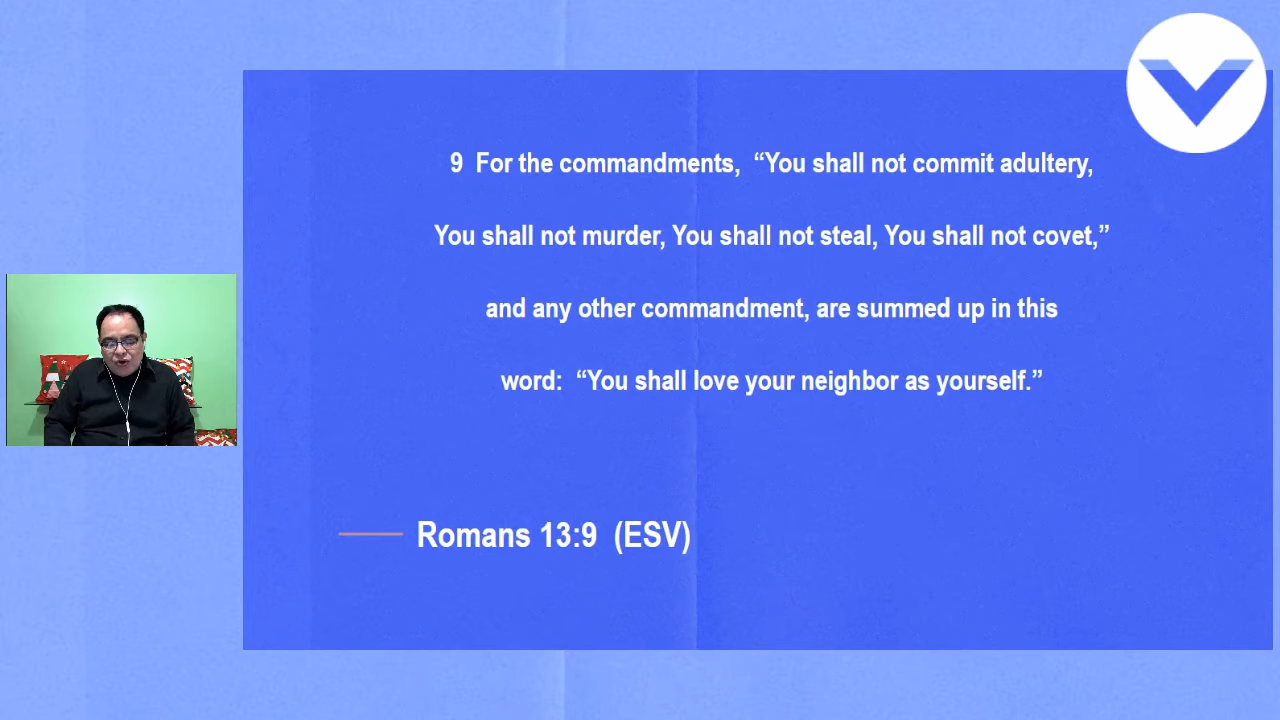 9  For the commandments,  “You shall not commit adultery,
You shall not murder, You shall not steal, You shall not covet,”
and any other commandment, are summed up in this
word:  “You shall love your neighbor as yourself.”
Romans 13:9  (ESV)